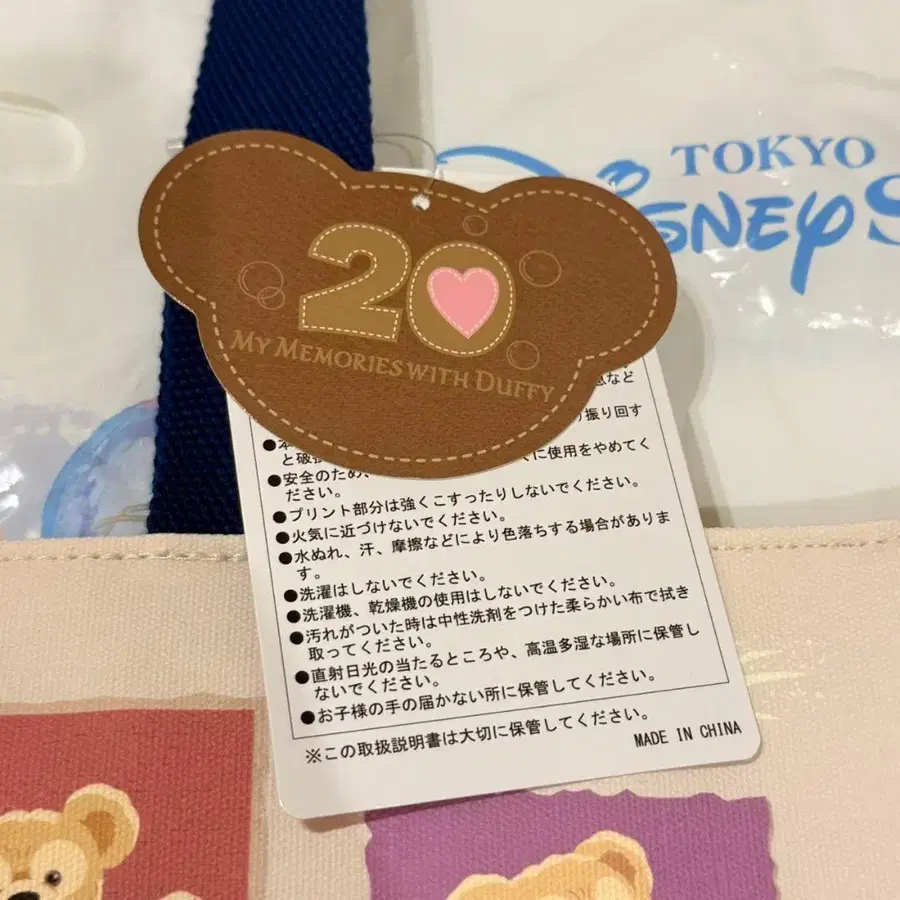 TOKYO
DISNEY S
20
MY MEMORIES WITH DUFFY
など
振り回す
●本
に使用をやめてく
●安全のため、
ださい。
●プリント部分は強くこすったりしないでください。
●火気に近づけないでください。
●水ぬれ、汗、摩擦などにより色落ちする場合がありま
す。
●洗濯はしないでください。
●洗濯機、乾燥機の使用はしないでください。
●汚れがついた時は中性洗剤をつけた柔らかい布で拭き
取ってください。
●直射日光の当たるところや、高温多湿な場所に保管し
ないでください。
●お子様の手の届かない所に保管してください。
※この取扱説明書は大切に保管してください。
MADE IN CHINA